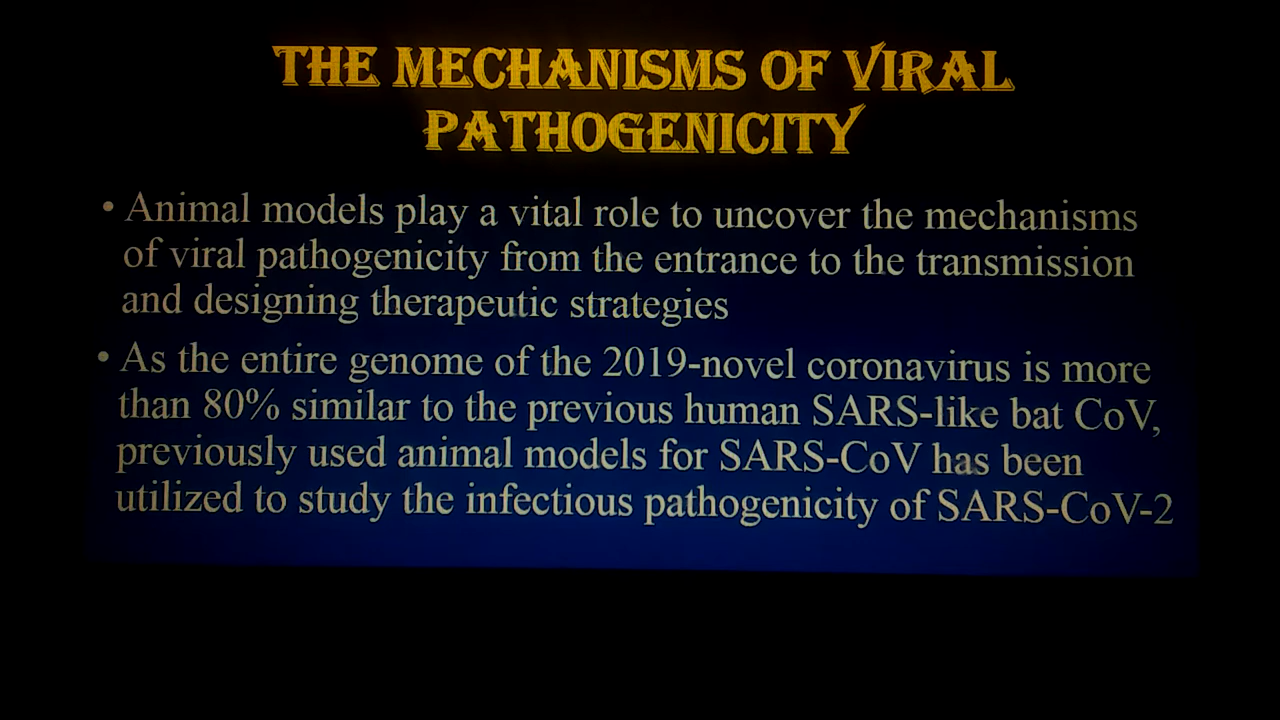 THE MECHANISMS OF VIRAL
PATHOGENICITY
• Animal models play a vital role to uncover the mechanisms
of viral pathogenicity from the entrance to the transmission
and designing therapeutic strategies
• As the entire genome of the 2019-novel coronavirus is more
than 80% similar to the previous human SARS-like bat CoV,
previously used animal models for SARS-CoV has been
utilized to study the infectious pathogenicity of SARS-CoV-2